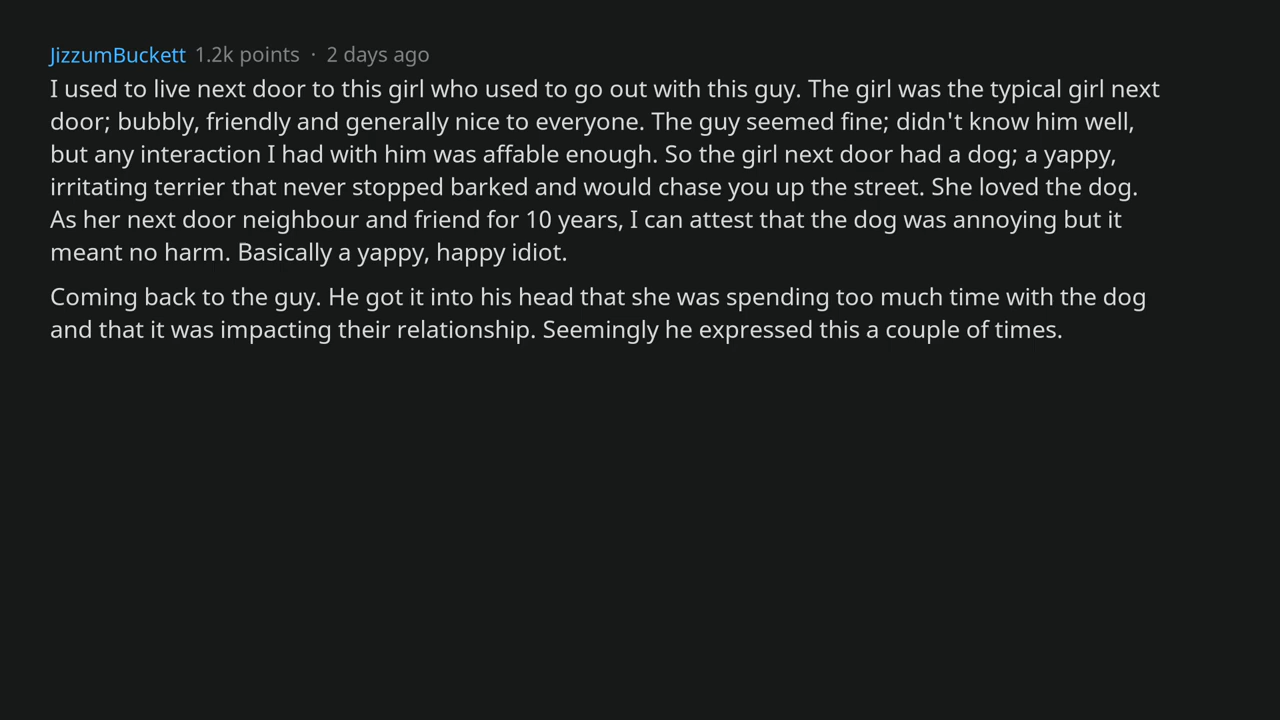 JizzumBuckett 1.2k points · 2 days ago
I used to live next door to this girl who used to go out with this guy. The girl was the typical girl next
door; bubbly, friendly and generally nice to everyone. The guy seemed fine; didn't know him well,
but any interaction I had with him was affable enough. So the girl next door had a dog; a yappy,
irritating terrier that never stopped barked and would chase you up the street. She loved the dog.
As her next door neighbour and friend for 10 years, I can attest that the dog was annoying but it
meant no harm. Basically a yappy, happy idiot.
Coming back to the guy. He got it into his head that she was spending too much time with the dog
and that it was impacting their relationship. Seemingly he expressed this a couple of times.